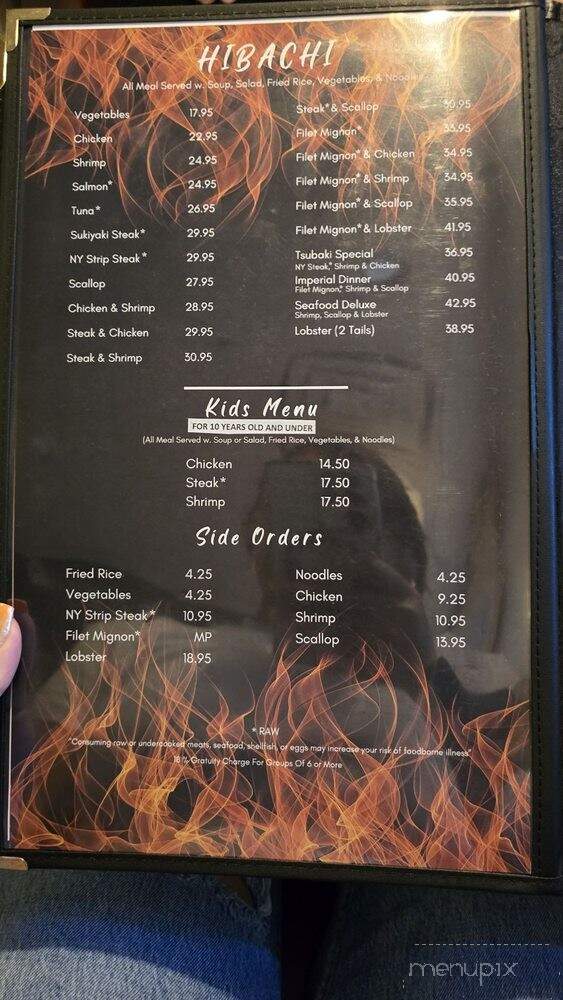 HIBACHI
All Meal Served w. Soup, Salad, Fried Rice, Vegetables, & Noodles
Vegetables 17.95
Chicken 22.95
Shrimp 24.95
Salmon* 24.95
Tuna* 26.95
Sukiyaki Steak* 29.95
NY Strip Steak* 29.95
Scallop 27.95
Chicken & Shrimp 28.95
Steak & Chicken 29.95
Steak & Shrimp 30.95
Steak* & Scallop 30.95
Filet Mignon* 33.95
Filet Mignon* & Chicken 34.95
Filet Mignon* & Shrimp 34.95
Filet Mignon* & Scallop 35.95
Filet Mignon* & Lobster 41.95
Tsubaki Special 36.95
NY Steak,* Shrimp & Chicken
Imperial Dinner 40.95
Filet Mignon,* Shrimp & Scallop
Seafood Deluxe 42.95
Shrimp, Scallop & Lobster
Lobster (2 Tails) 38.95
Kids Menu
FOR 10 YEARS OLD AND UNDER
(All Meal Served w. Soup or Salad, Fried Rice, Vegetables, & Noodles)
Chicken 14.50
Steak* 17.50
Shrimp 17.50
Side Orders
Fried Rice 4.25
Vegetables 4.25
NY Strip Steak* 10.95
Filet Mignon* MP
Lobster 18.95
Noodles 4.25
Chicken 9.25
Shrimp 10.95
Scallop 13.95
* RAW
"Consuming raw or undercooked meats, seafood, shellfish, or eggs may increase your risk of foodborne illness"
18 % Gratuity Charge For Groups Of 6 or More
menupix